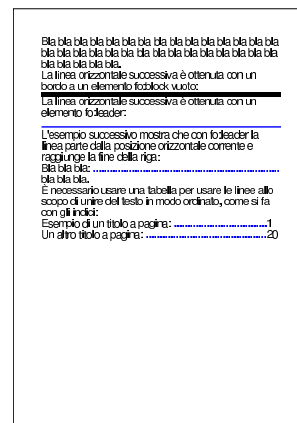 Bla bla bla bla bla bla bla bla bla bla bla bla bla bla bla
bla bla bla bla bla bla bla bla bla bla bla bla bla bla bla
bla bla bla bla bla.
La linea orizzontale successiva è ottenuta con un
bordo a un elemento fo:block vuoto:
La linea orizzontale successiva è ottenuta con un
elemento fo:leader:
L'esempio successivo mostra che con fo:leader la
linea parte dalla posizione orizzontale corrente e
raggiunge la fine della riga:
Bla bla bla: ..........................................................
bla bla bla.
È necessario usare una tabella per usare le linee allo
scopo di unire del testo in modo ordinato, come si fa
con gli indici:
Esempio di un titolo a pagina: .............................1
Un altro titolo a pagina: .............................20